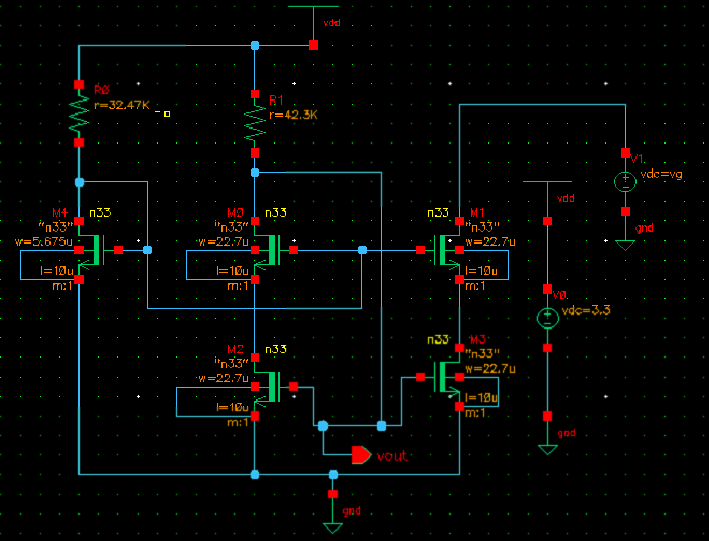 vdd
R0
r=32.47K
R1
r=42.3K
V1
vdc=vg
gnd
vdd
V0
vdc=3.3
gnd
M4
n33
"n33"
w=5.675u
l=10u
m:1
M0
n33
"n33"
w=22.7u
l=10u
m:1
M1
n33
"n33"
w=22.7u
l=10u
m:1
M2
n33
"n33"
w=22.7u
l=10u
m:1
M3
n33
"n33"
w=22.7u
l=10u
m:1
vout
gnd